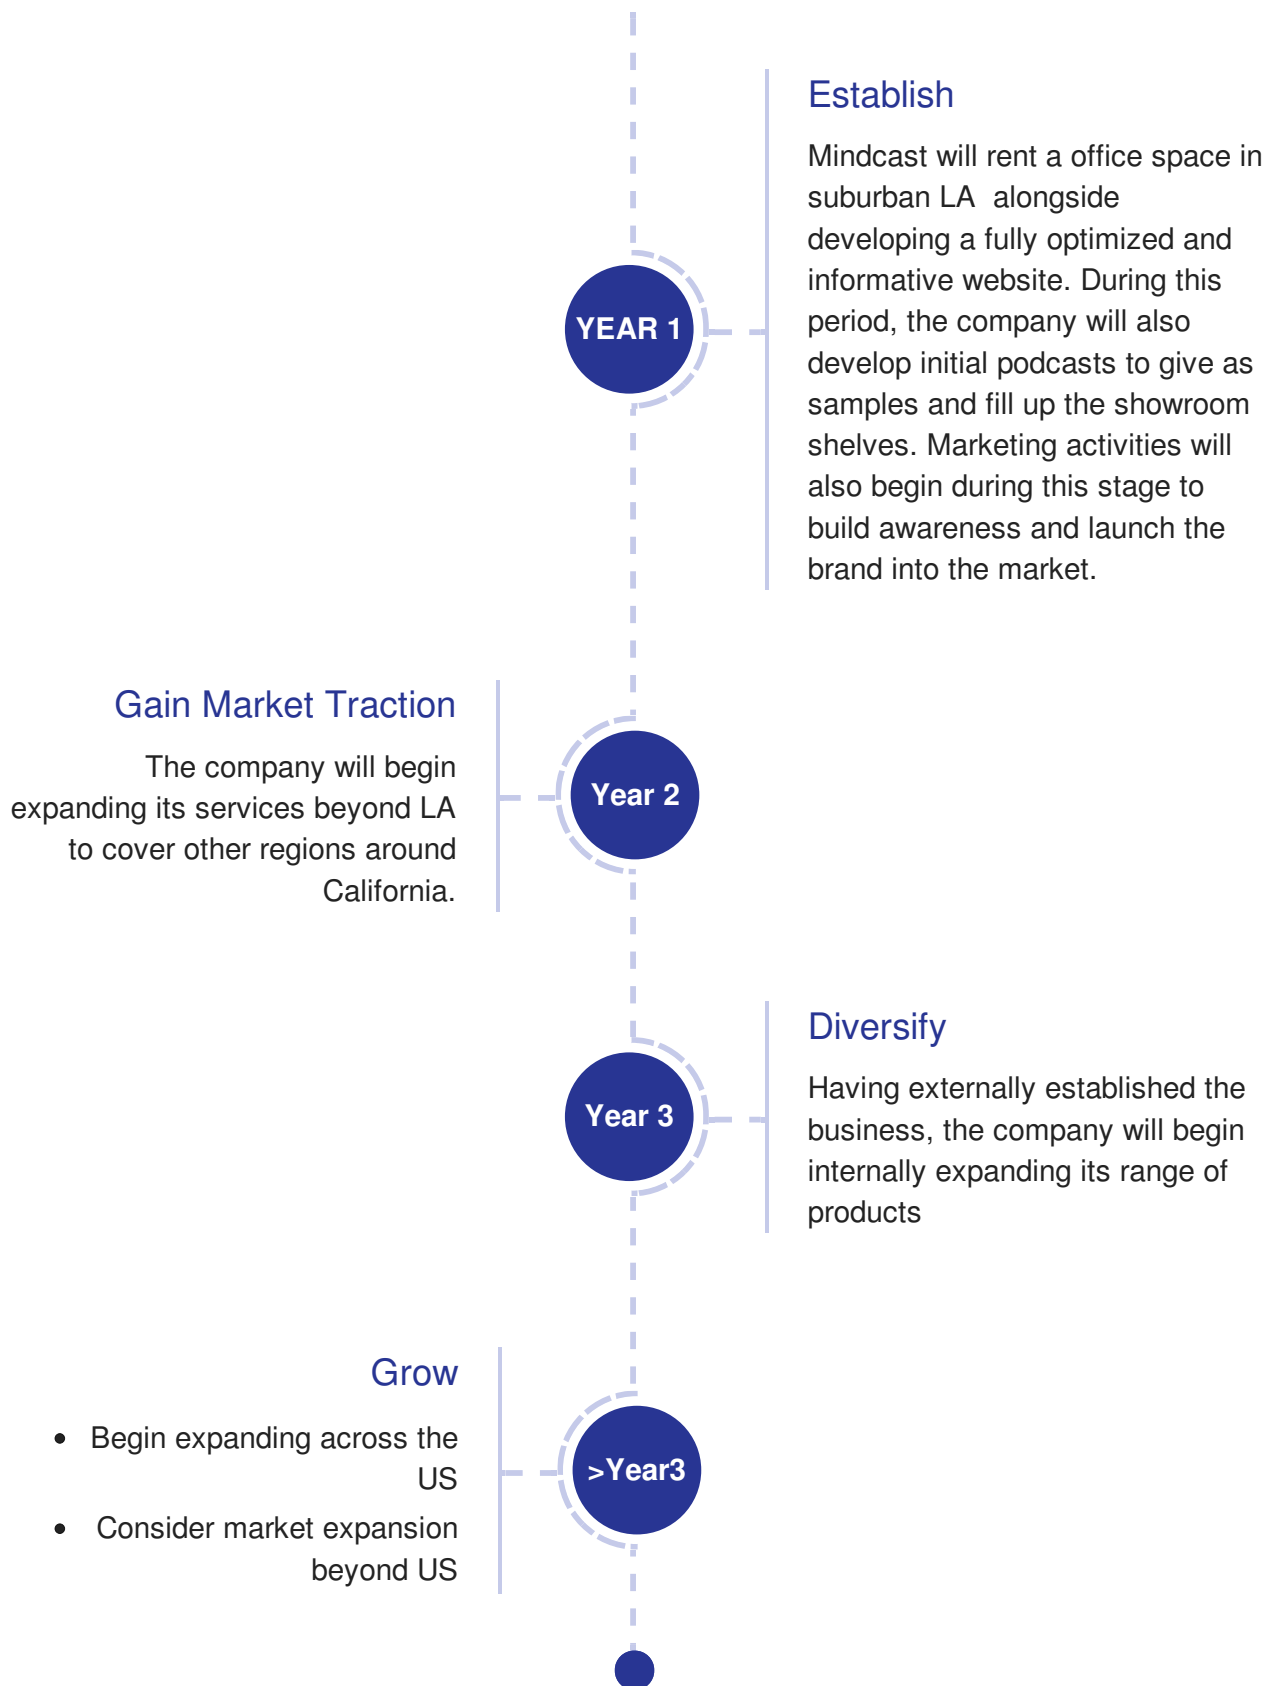 Establish
Mindcast will rent a office space in
suburban LA  alongside
developing a fully optimized and
informative website. During this
period, the company will also
develop initial podcasts to give as
samples and fill up the showroom
shelves. Marketing activities will
also begin during this stage to
build awareness and launch the
brand into the market.
YEAR 1
Gain Market Traction
The company will begin
expanding its services beyond LA
to cover other regions around
California.
Year 2
Diversify
Having externally established the
business, the company will begin
internally expanding its range of
products
Year 3
Grow
• Begin expanding across the
US
• Consider market expansion
beyond US
>Year3